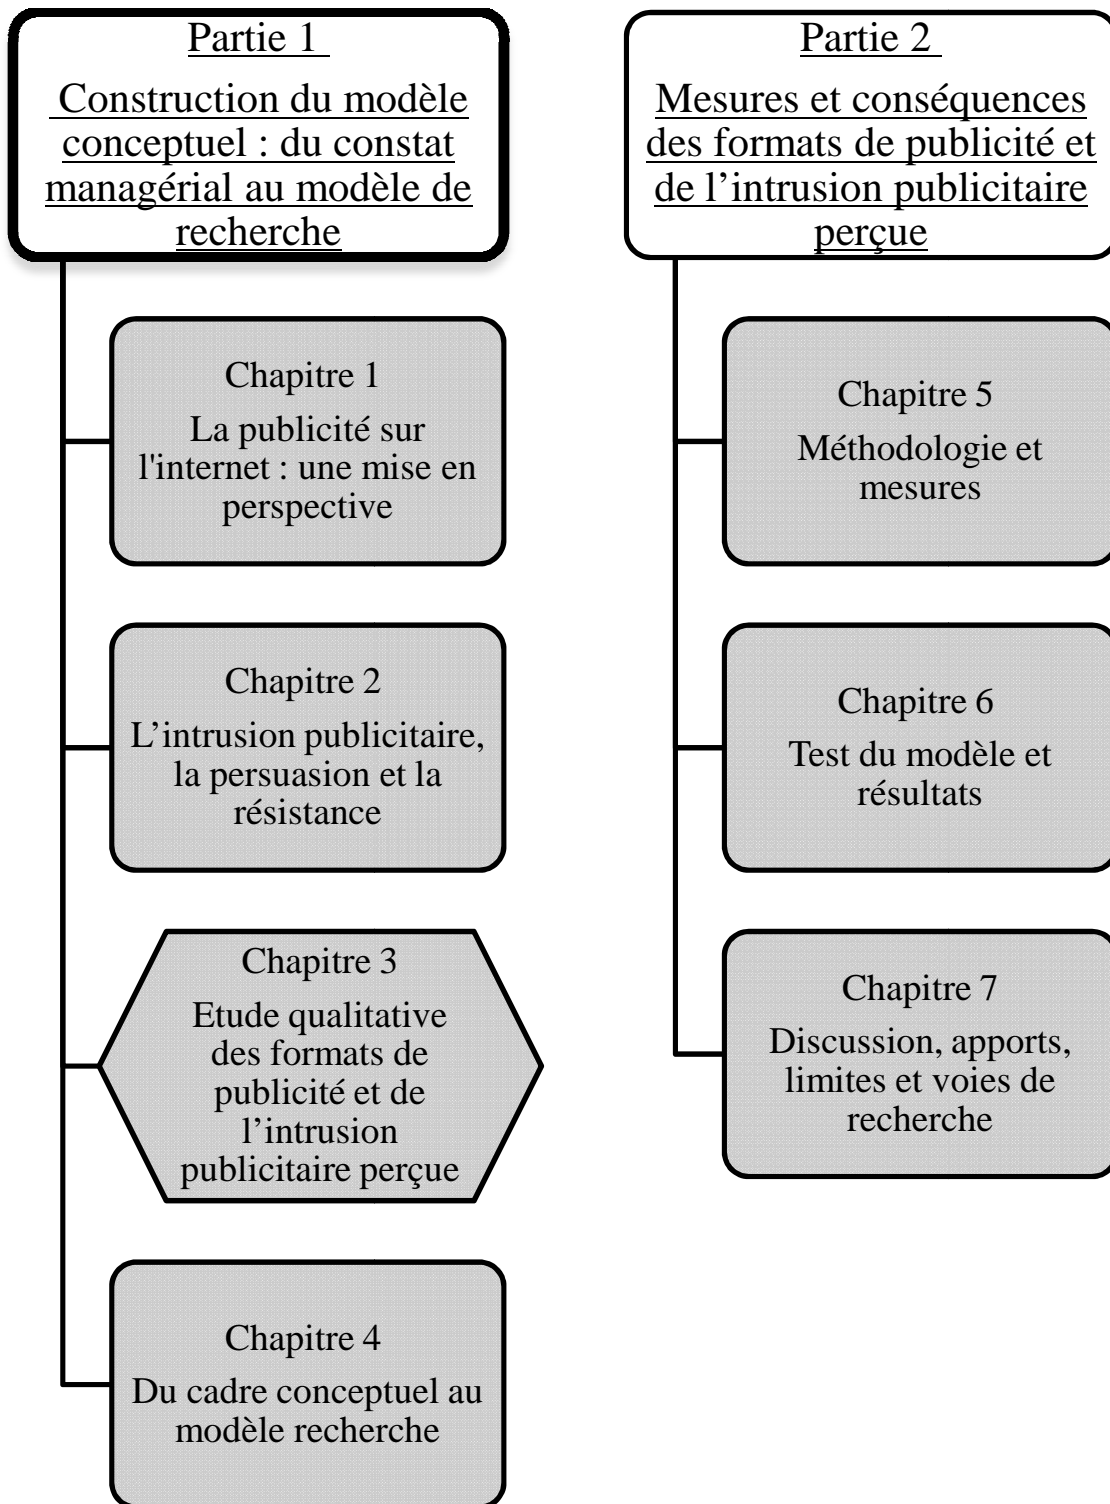 Partie 1
Construction du modèle
conceptuel : du constat
managérial au modèle de
recherche
Chapitre 1
La publicité sur
l'internet : une mise en
perspective
Chapitre 2
L’intrusion publicitaire,
la persuasion et la
résistance
Chapitre 3
Etude qualitative
des formats de
publicité et de
l’intrusion
publicitaire perçue
Chapitre 4
Du cadre conceptuel au
modèle recherche
Partie 2
Mesures et conséquences
des formats de publicité et
de l’intrusion publicitaire
perçue
Chapitre 5
Méthodologie et
mesures
Chapitre 6
Test du modèle et
résultats
Chapitre 7
Discussion, apports,
limites et voies de
recherche